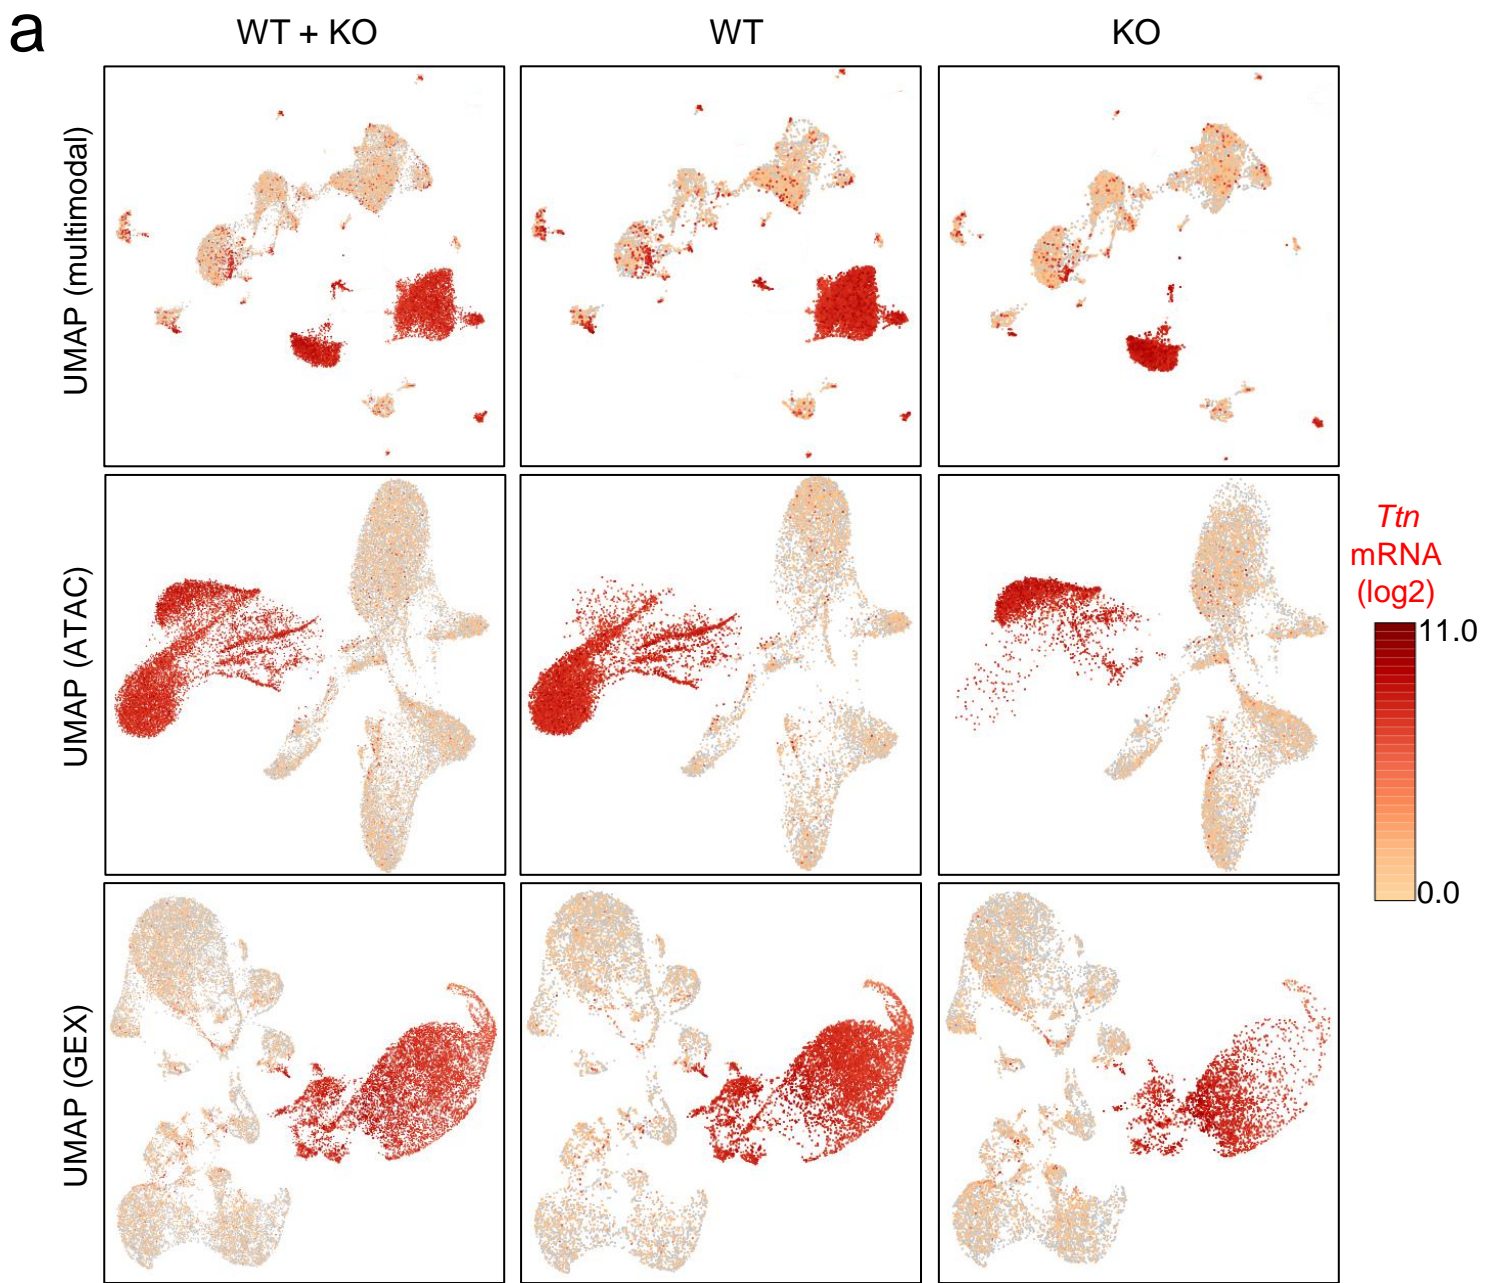 a
WT + KO
WT
KO
UMAP (multimodal)
UMAP (ATAC)
UMAP (GEX)
Ttn
mRNA
(log2)
11.0
0.0